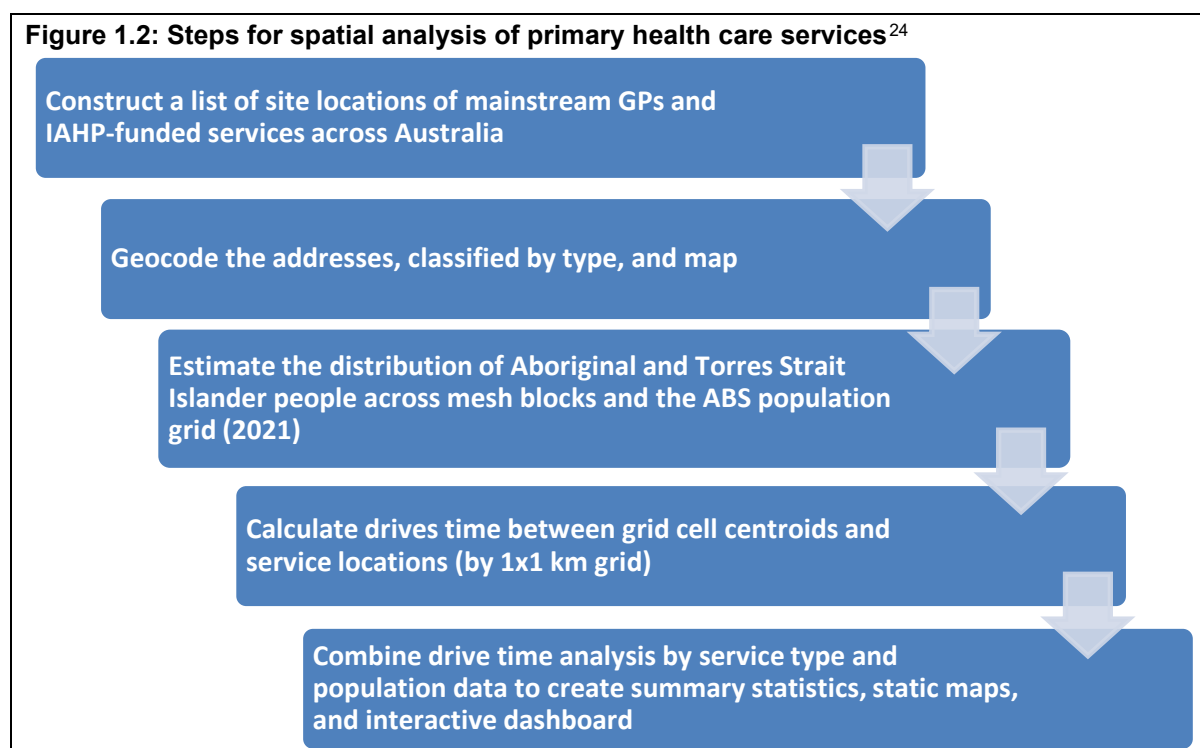 Figure 1.2: Steps for spatial analysis of primary health care services24
Construct a list of site locations of mainstream GPs and
IAHP-funded services across Australia
Geocode the addresses, classified by type, and map
Estimate the distribution of Aboriginal and Torres Strait
Islander people across mesh blocks and the ABS population
grid (2021)
Calculate drives time between grid cell centroids and
service locations (by 1x1 km grid)
Combine drive time analysis by service type and
population data to create summary statistics, static maps,
and interactive dashboard